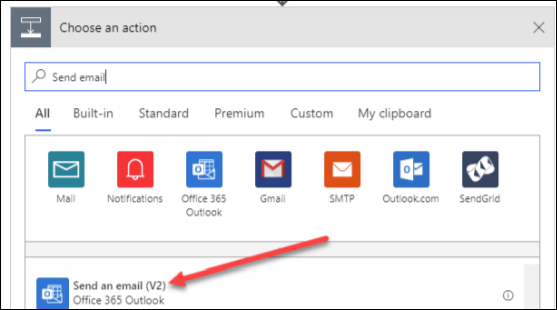 Choose an action
Send email
All Built-in Standard Premium Custom My clipboard
Mail Notifications Office 365 Outlook Gmail SMTP Outlook.com SendGrid
Send an email (V2)
Office 365 Outlook